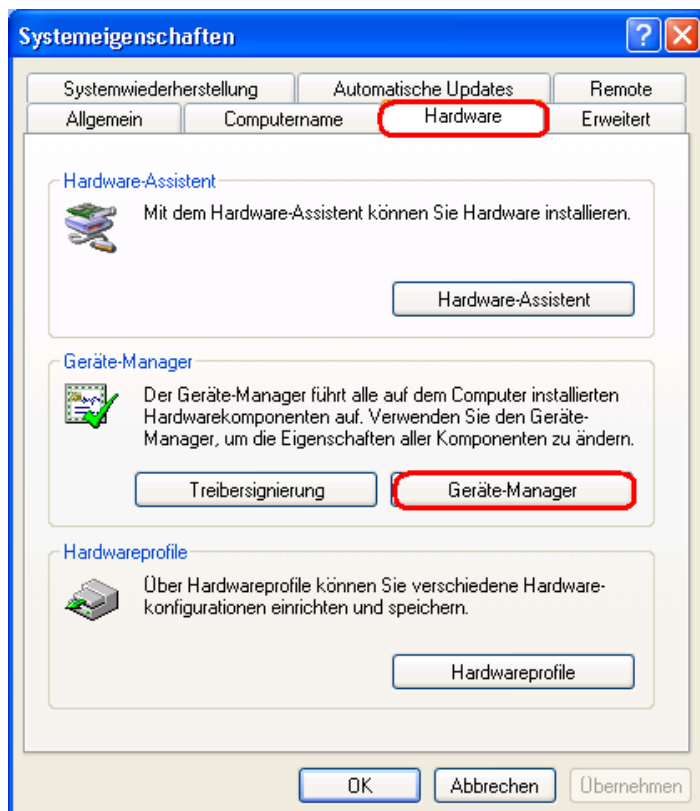 Systemeigenschaften
Systemwiederherstellung
Automatische Updates
Remote
Allgemein
Computername
Hardware
Erweitert
Hardware-Assistent
Mit dem Hardware-Assistent können Sie Hardware installieren.
Hardware-Assistent
Geräte-Manager
Der Geräte-Manager führt alle auf dem Computer installierten
Hardwarekomponenten auf. Verwenden Sie den Geräte-
Manager, um die Eigenschaften aller Komponenten zu ändern.
Treibersignierung
Geräte-Manager
Hardwareprofile
Über Hardwareprofile können Sie verschiedene Hardware-
konfigurationen einrichten und speichern.
Hardwareprofile
OK
Abbrechen
Übernehmen